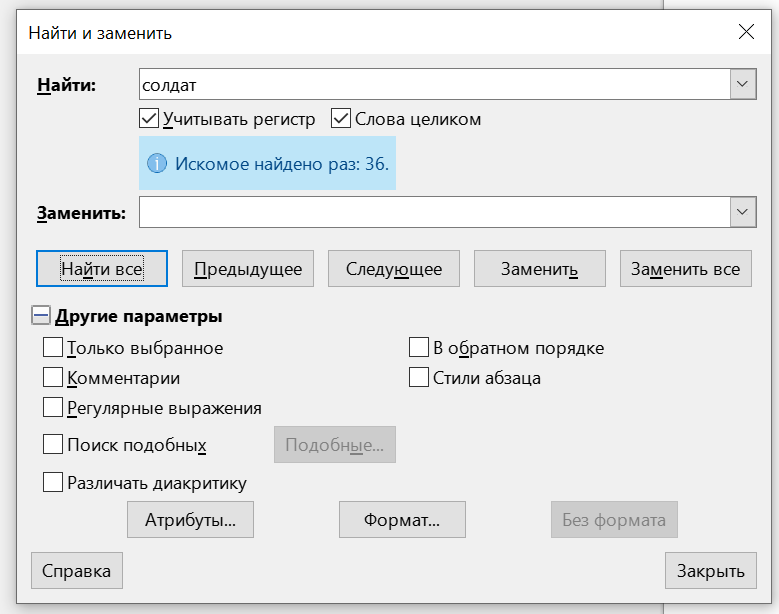 Найти и заменить
Найти: солдат
Учитывать регистр Слова целиком
Искомое найдено раз: 36.
Заменить:
Найти все Предыдущее Следующее Заменить Заменить все
Другие параметры
Только выбранное В обратном порядке
Комментарии Стили абзаца
Регулярные выражения
Поиск подобных Подобные...
Различать диакритику
Атрибуты... Формат... Без формата
Справка Закрыть